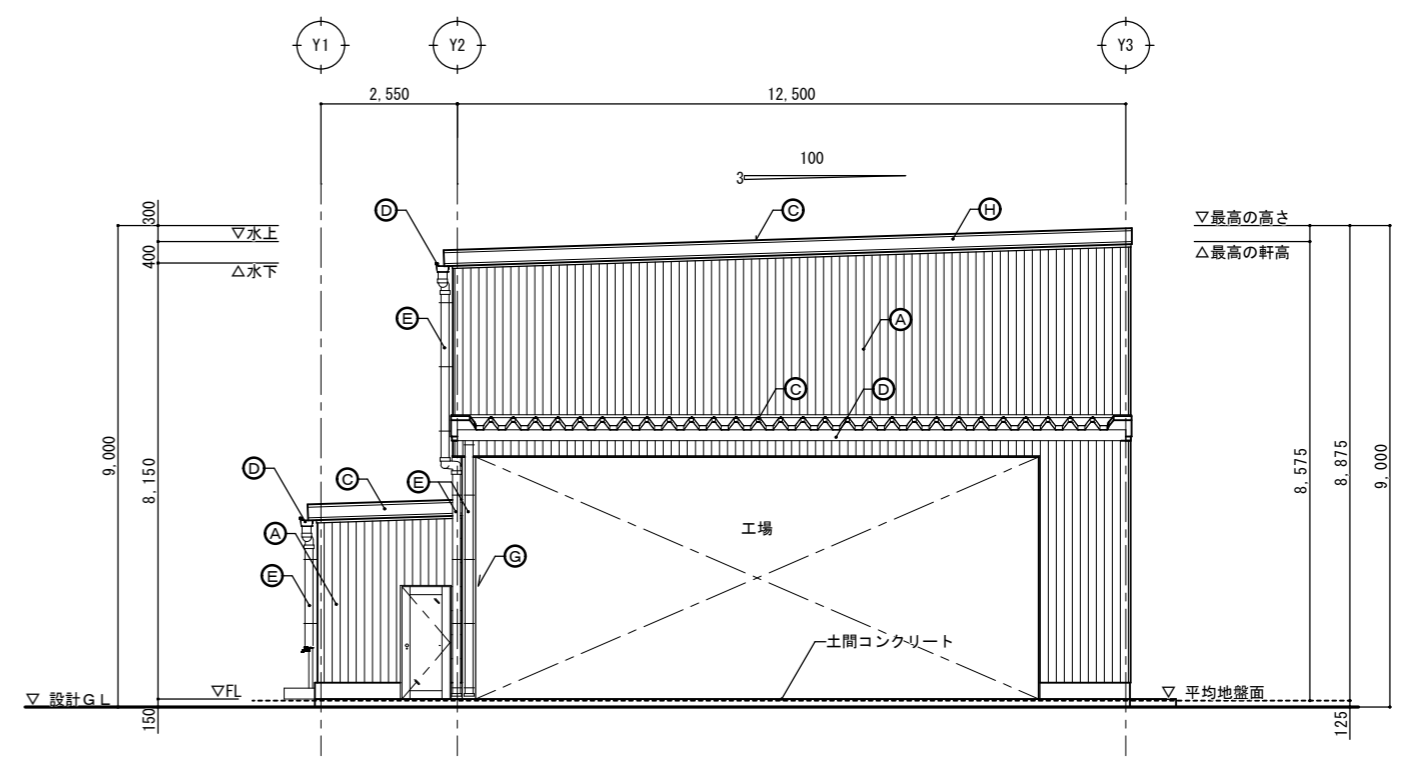 Y1
Y2
Y3
2,550
12,500
100
3
300
▽水上
400
△水下
D
C
H
▽最高の高さ
△最高の軒高
E
A
C
D
9,000
8,150
D
C
E
A
G
E
工場
8,575
8,875
9,000
土間コンクリート
▽FL
▽ 設計GL
▽ 平均地盤面
150
125